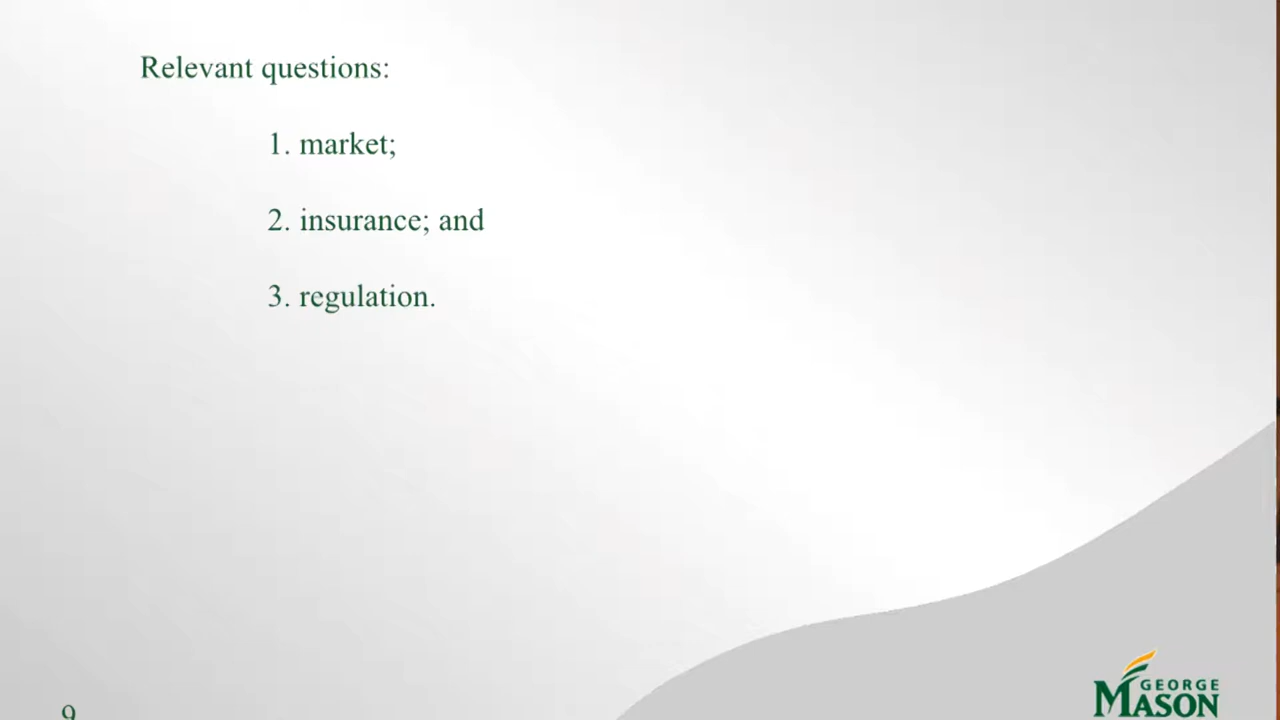 Relevant questions:
1. market;
2. insurance; and
3. regulation.
9
GEORGE
MASON